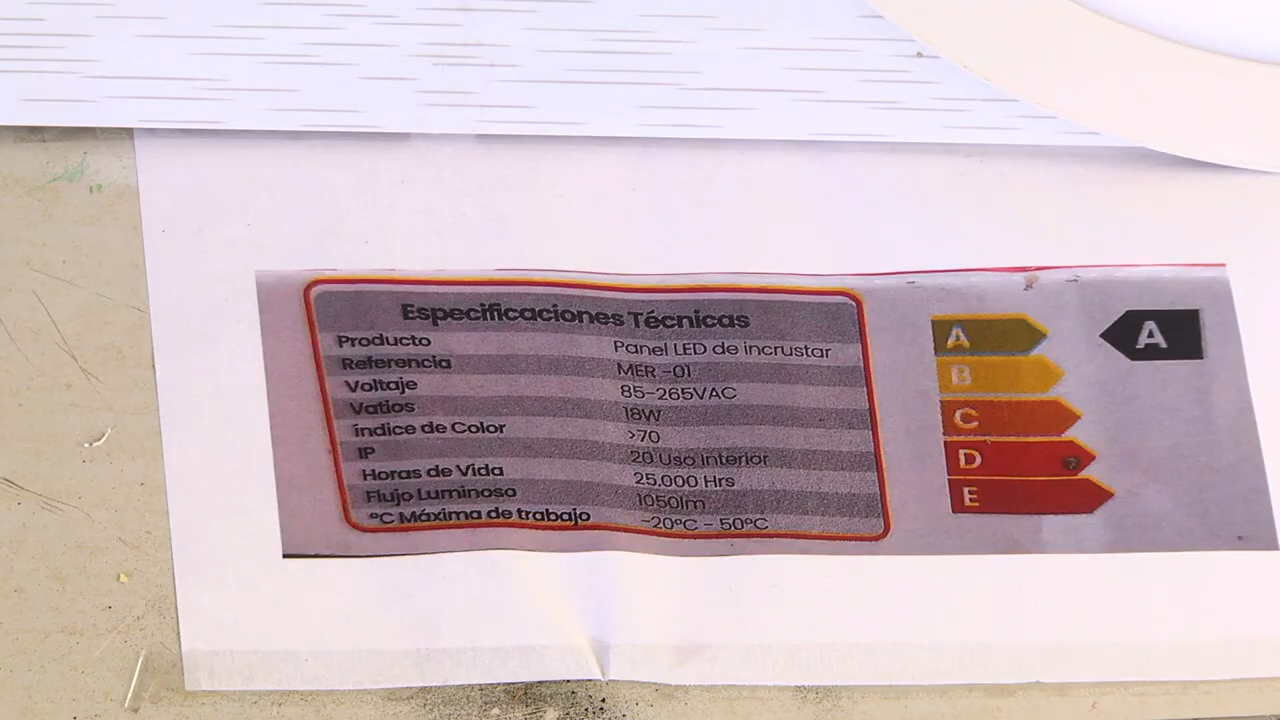 Especificaciones Técnicas
Producto Panel LED de incrustar
Referencia MER -01
Voltaje 85-265VAC
Vatios 18W
índice de Color >70
IP 20 Uso Interior
Horas de Vida 25.000 Hrs
Flujo Luminoso 1050lm
°C Máxima de trabajo -20°C - 50°C
A
B
C
D
E
A